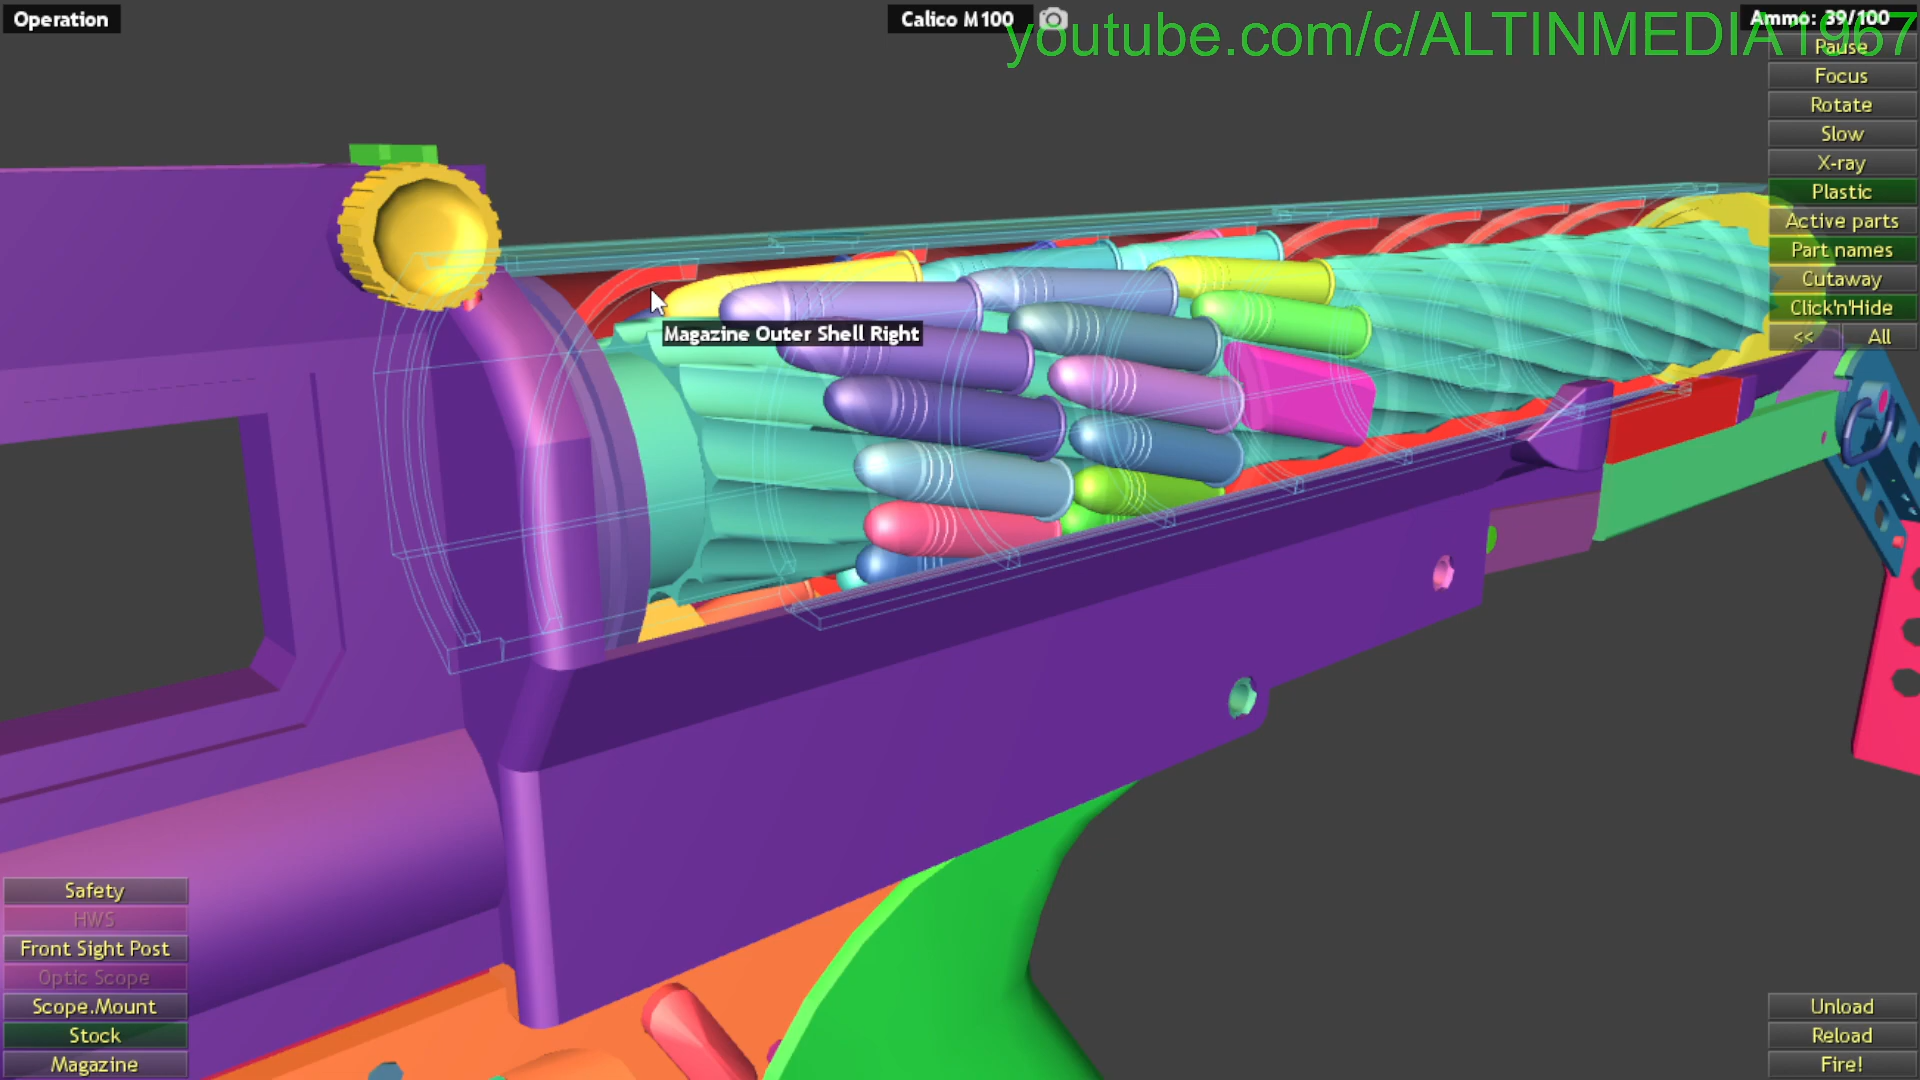 Operation
Calico M100
Ammo: 39/100
youtube.com/c/ALTINMEDIA1967
Pause
Focus
Rotate
Slow
X-ray
Plastic
Active parts
Part names
Cutaway
Click'n'Hide
<<
All
Magazine Outer Shell Right
Safety
HWS
Front Sight Post
Optic Scope
Scope.Mount
Stock
Magazine
Unload
Reload
Fire!